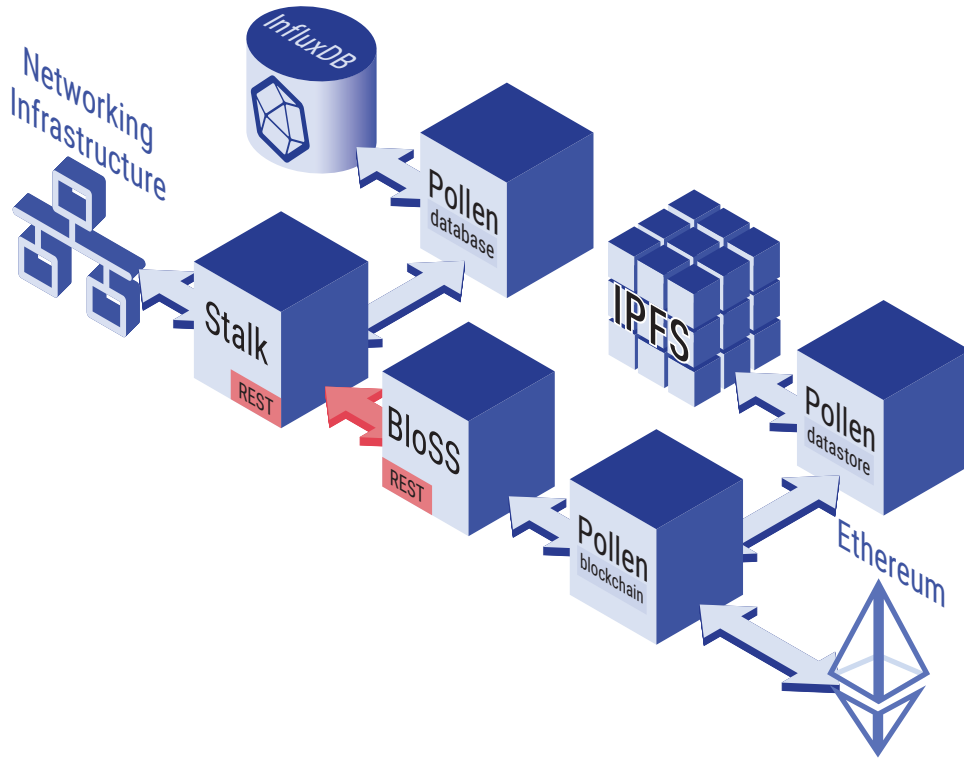 InfluxDB
Networking
Infrastructure
Pollen
database
Stalk
REST
IPFS
BloSS
REST
Pollen
datastore
Pollen
blockchain
Ethereum